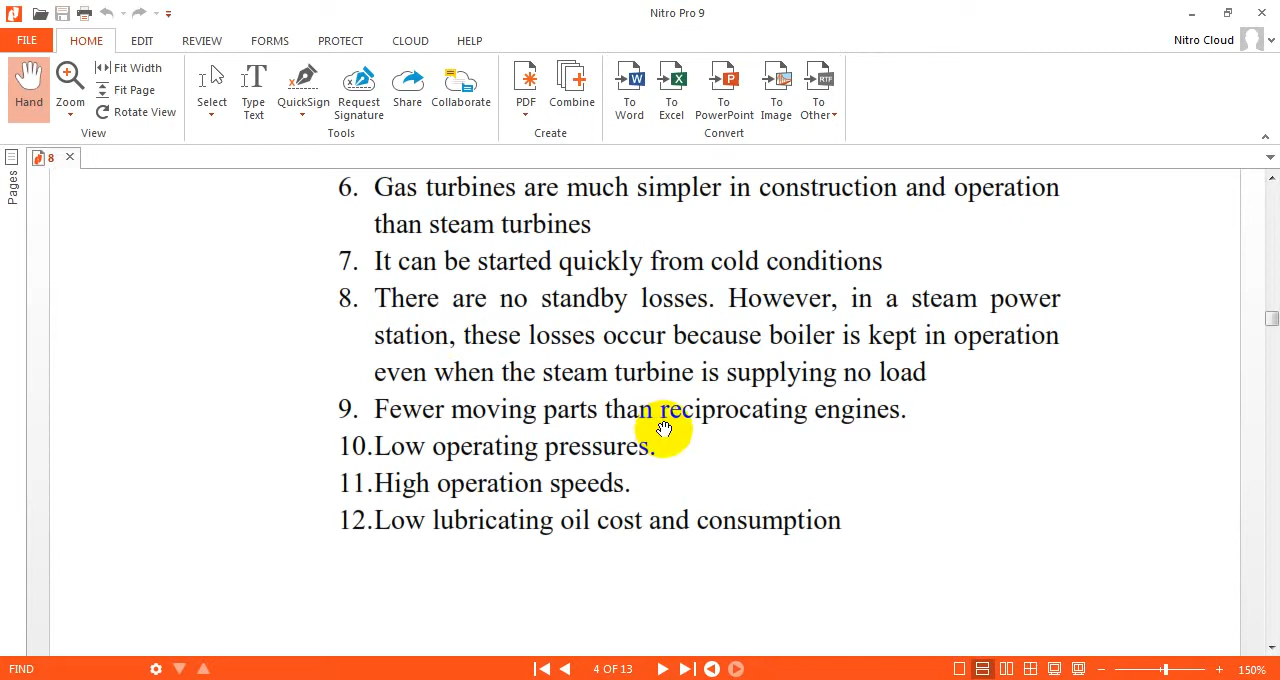 Nitro Pro 9
FILE HOME EDIT REVIEW FORMS PROTECT CLOUD HELP Nitro Cloud
Hand Zoom Fit Width Fit Page Rotate View Select Type Text QuickSign Request Signature Share Collaborate PDF Combine To Word To Excel To PowerPoint To Image To Other
View Tools Create Convert
8
Pages
6. Gas turbines are much simpler in construction and operation
than steam turbines
7. It can be started quickly from cold conditions
8. There are no standby losses. However, in a steam power
station, these losses occur because boiler is kept in operation
even when the steam turbine is supplying no load
9. Fewer moving parts than reciprocating engines.
10.Low operating pressures.
11.High operation speeds.
12.Low lubricating oil cost and consumption
FIND 4 OF 13 150%